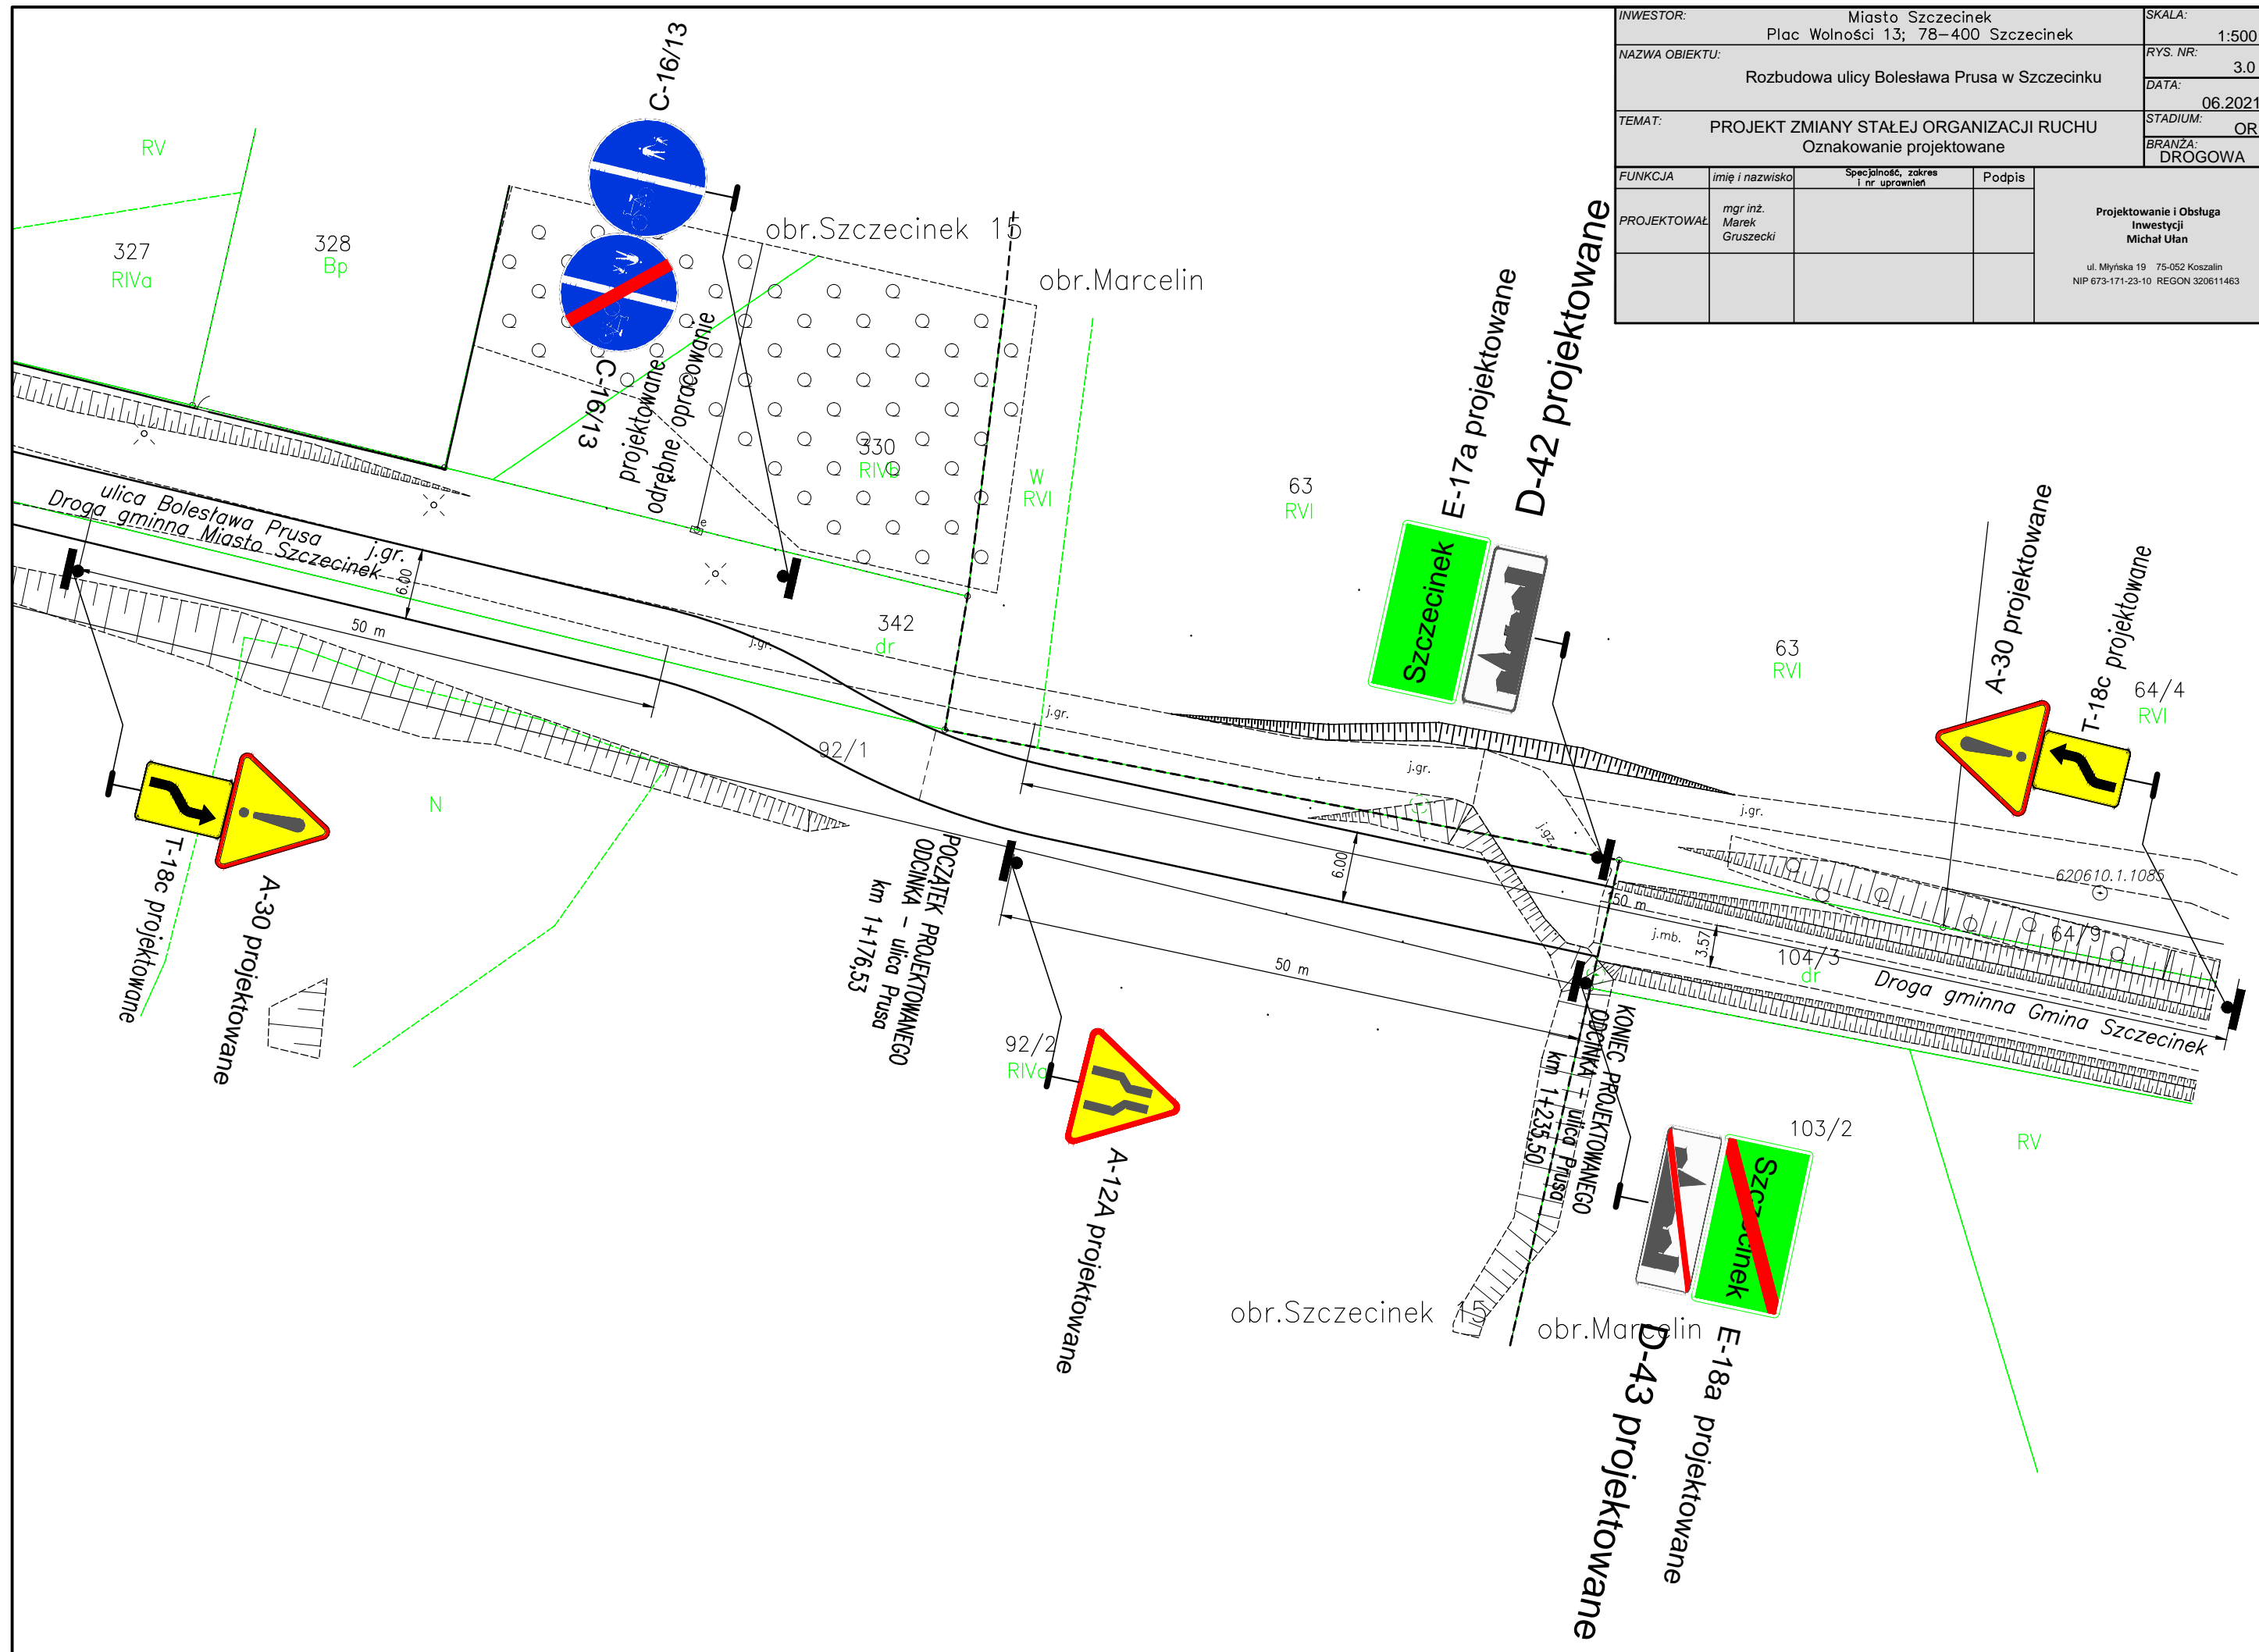 INWESTOR:
Miasto Szczecinek
Plac Wolności 13; 78-400 Szczecinek
SKALA:
1:500
NAZWA OBIEKTU:
Rozbudowa ulicy Bolesława Prusa w Szczecinku
RYS. NR:
3.0
DATA:
06.2021
TEMAT:
PROJEKT ZMIANY STAŁEJ ORGANIZACJI RUCHU
Oznakowanie projektowane
STADIUM:
OR
BRANŻA:
DROGOWA
FUNKCJA
imię i nazwisko
Specjalność, zakres
i nr uprawnień
Podpis
PROJEKTOWAŁ
mgr inż.
Marek
Gruszecki
Projektowanie i Obsługa
Inwestycji
Michał Ułan
ul. Młyńska 19 75-052 Koszalin
NIP 673-171-23-10 REGON 320611463
C-16/13
RV
327
RIVa
328
Bp
obr.Szczecinek 15
obr.Marcelin
C-16/13
projektowane
odrębne opracowanie
330
RIVb
W
RVI
63
RVI
E-17a projektowane
D-42 projektowane
Szczecinek
63
RVI
A-30 projektowane
T-18c projektowane
64/4
RVI
ulica Bolesława Prusa
j.gr.
Droga gminna Miasto Szczecinek
6.00
50 m
e
342
dr
j.gr.
j.gr.
j.gr.
j.gr.
j.gz.
92/1
N
T-18c projektowane
A-30 projektowane
POCZĄTEK PROJEKTOWANEGO
ODCINKA - ulica Prusa
km 1+176,53
6.00
50 m
50 m
j.mb.
3.57
104/3
dr
64/9
620610.1.1085
Droga gminna Gmina Szczecinek
92/2
RIVa
A-12A projektowane
KONIEC PROJEKTOWANEGO
ODCINKA - ulica Prusa
km 1+235,50
103/2
RV
Szczecinek
obr.Szczecinek 15
obr.Marcelin
D-43 projektowane
E-18a projektowane